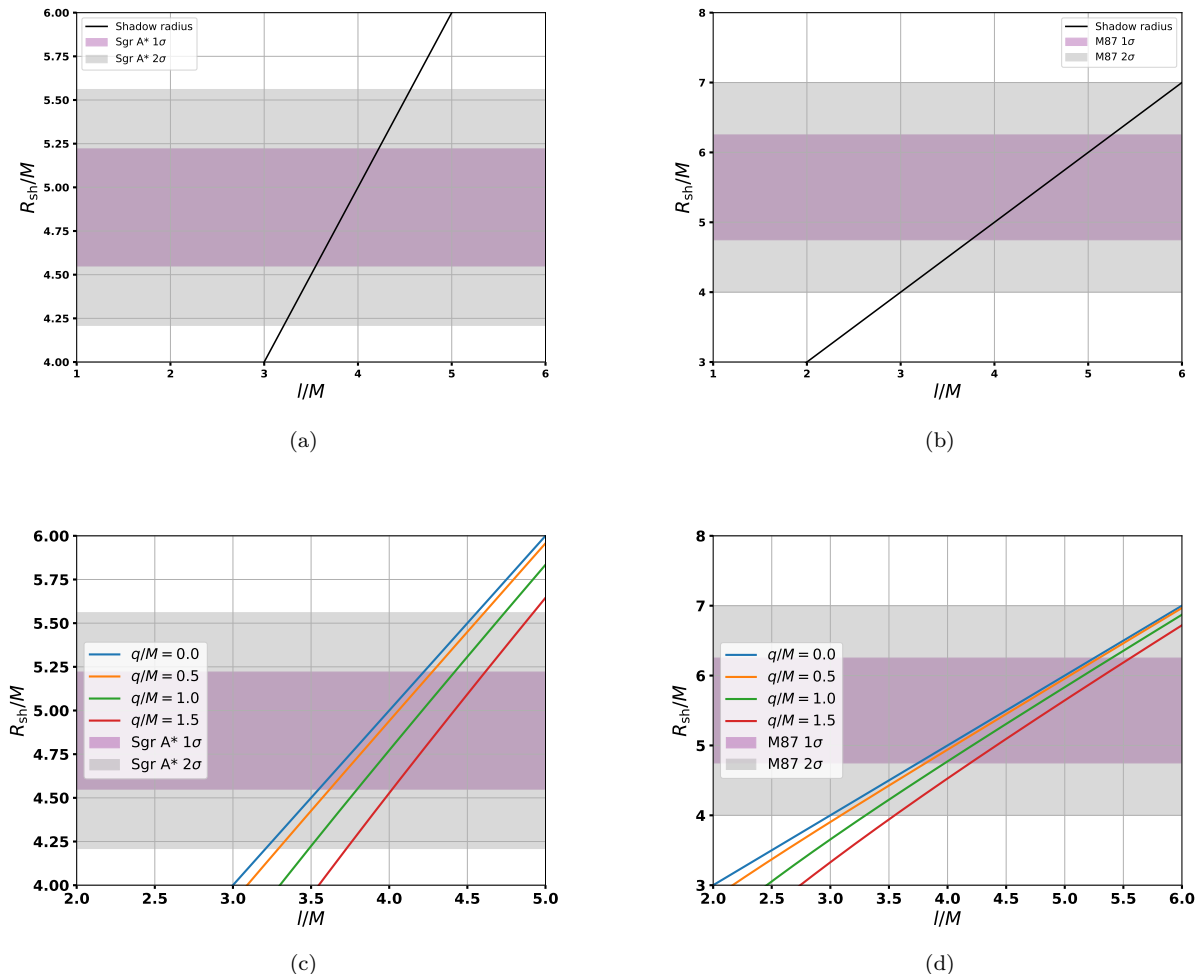 Shadow radius
Sgr A* 1σ
Sgr A* 2σ
6.00
5.75
5.50
5.25
5.00
4.75
4.50
4.25
4.00
R_sh/M
1 2 3 4 5 6
l/M
(a)
Shadow radius
M87 1σ
M87 2σ
8
7
6
5
4
3
R_sh/M
1 2 3 4 5 6
l/M
(b)
6.00
5.75
5.50
5.25
5.00
4.75
4.50
4.25
4.00
R_sh/M
q/M = 0.0
q/M = 0.5
q/M = 1.0
q/M = 1.5
Sgr A* 1σ
Sgr A* 2σ
2.0 2.5 3.0 3.5 4.0 4.5 5.0
l/M
(c)
8
7
6
5
4
3
R_sh/M
q/M = 0.0
q/M = 0.5
q/M = 1.0
q/M = 1.5
M87 1σ
M87 2σ
2.0 2.5 3.0 3.5 4.0 4.5 5.0 5.5 6.0
l/M
(d)